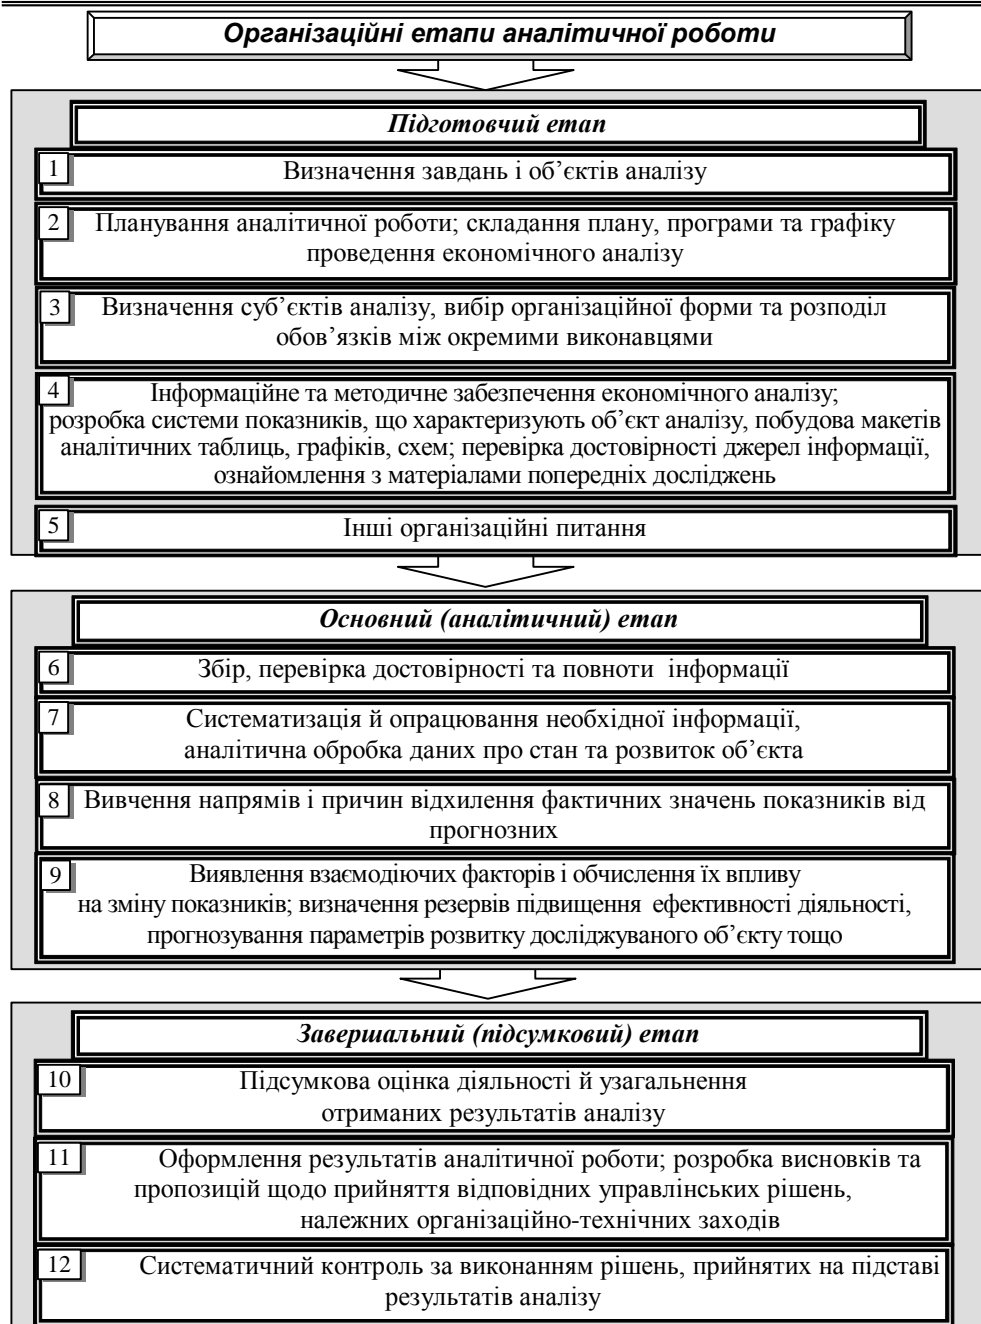 Організаційні етапи аналітичної роботи
Підготовчий етап
1
Визначення завдань і об’єктів аналізу
2
Планування аналітичної роботи; складання плану, програми та графіку
проведення економічного аналізу
3
Визначення суб’єктів аналізу, вибір організаційної форми та розподіл
обов’язків між окремими виконавцями
4
Інформаційне та методичне забезпечення економічного аналізу;
розробка системи показників, що характеризують об’єкт аналізу, побудова макетів
аналітичних таблиць, графіків, схем; перевірка достовірності джерел інформації,
ознайомлення з матеріалами попередніх досліджень
5
Інші організаційні питання
Основний (аналітичний) етап
6
Збір, перевірка достовірності та повноти інформації
7
Систематизація й опрацювання необхідної інформації,
аналітична обробка даних про стан та розвиток об’єкта
8
Вивчення напрямів і причин відхилення фактичних значень показників від
прогнозних
9
Виявлення взаємодіючих факторів і обчислення їх впливу
на зміну показників; визначення резервів підвищення ефективності діяльності,
прогнозування параметрів розвитку досліджуваного об’єкту тощо
Завершальний (підсумковий) етап
10
Підсумкова оцінка діяльності й узагальнення
отриманих результатів аналізу
11
Оформлення результатів аналітичної роботи; розробка висновків та
пропозицій щодо прийняття відповідних управлінських рішень,
належних організаційно-технічних заходів
12
Систематичний контроль за виконанням рішень, прийнятих на підставі
результатів аналізу